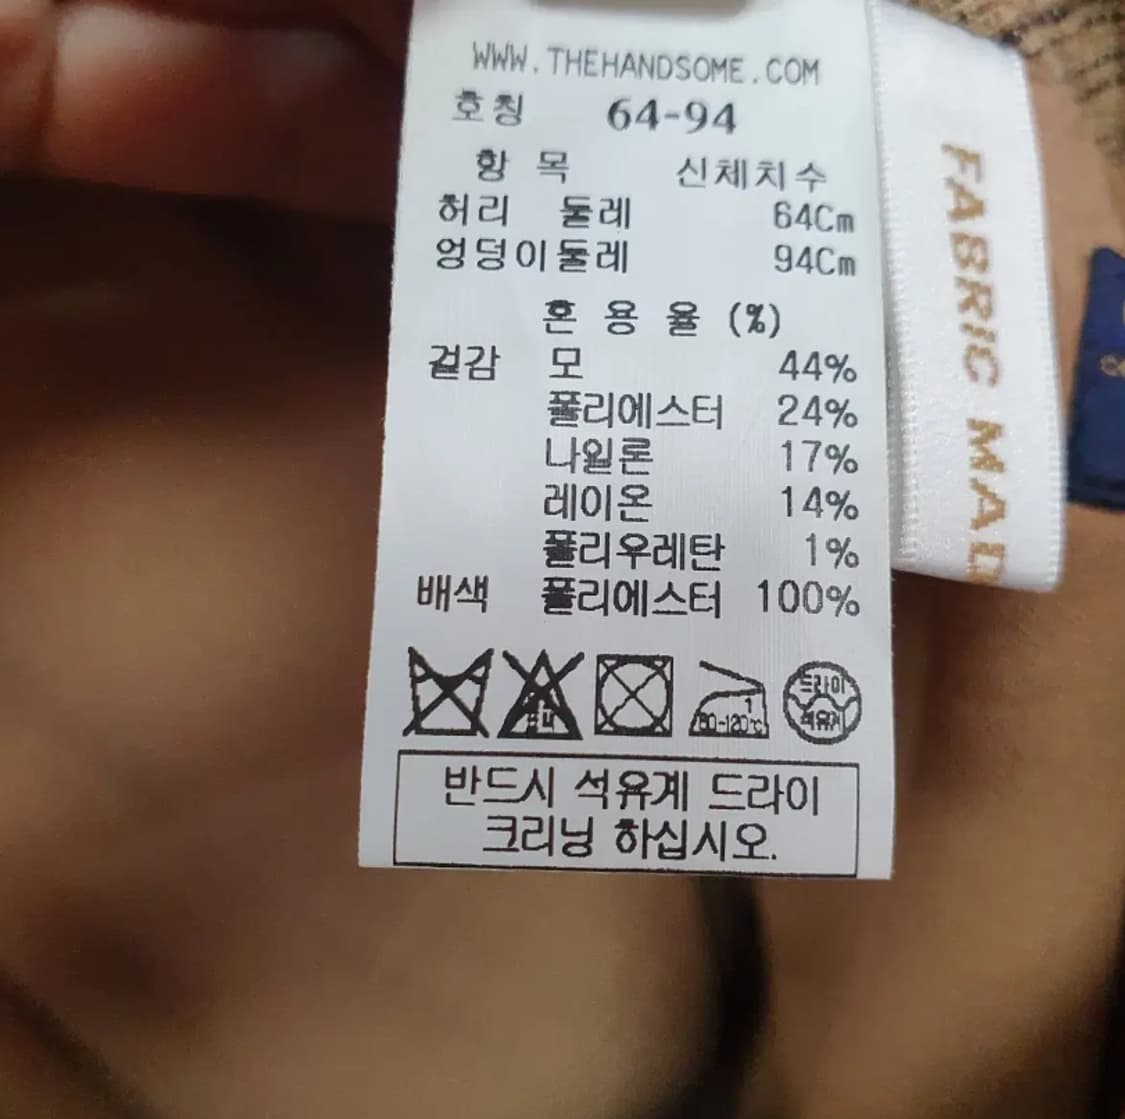 WWW.THEHANDSOME.COM
호칭 64-94
항 목 신체치수
허리 둘레 64Cm
엉덩이둘레 94Cm
혼 용 율 (%)
겉감 모 44%
폴리에스터 24%
나일론 17%
레이온 14%
폴리우레탄 1%
배색 폴리에스터 100%
1
80-120℃
드라이
석유계
반드시 석유계 드라이
크리닝 하십시오.
FABRIC MAD
&